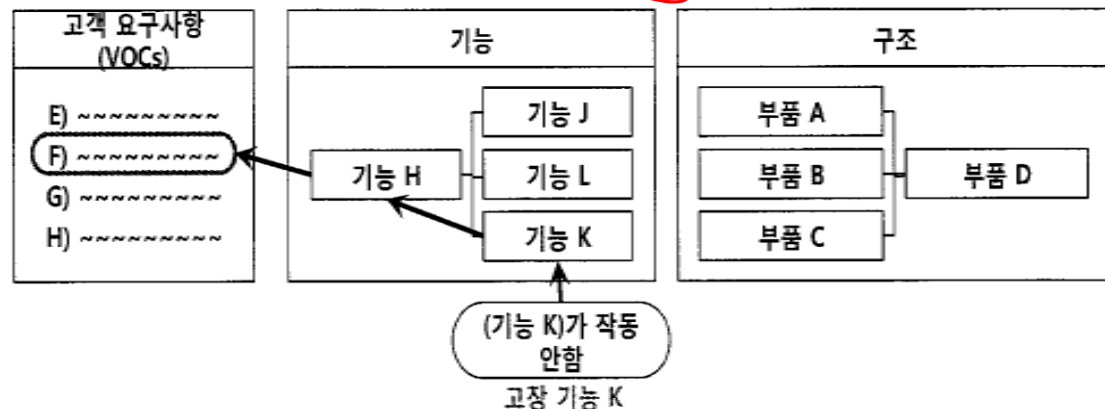 고객 요구사항
(VOCs)
E) ~~~~~~~~~
F) ~~~~~~~~~
G) ~~~~~~~~~
H) ~~~~~~~~~
기능
기능 H
기능 J
기능 L
기능 K
(기능 K)가 작동
안함
고장 기능 K
구조
부품 A
부품 B
부품 C
부품 D